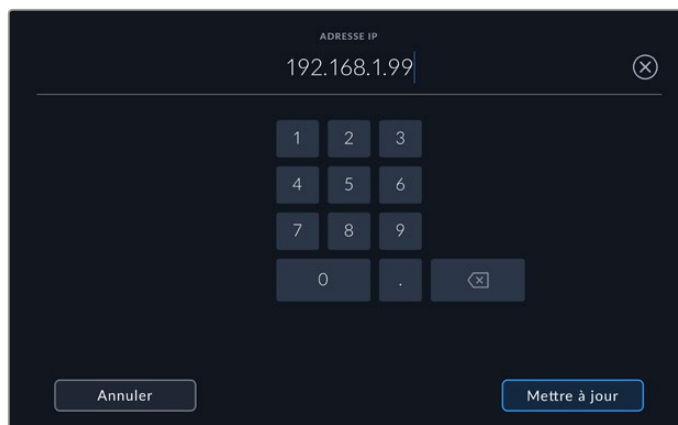 ADRESSE IP
192.168.1.99
1 2 3
4 5 6
7 8 9
0 .
Annuler Mettre à jour